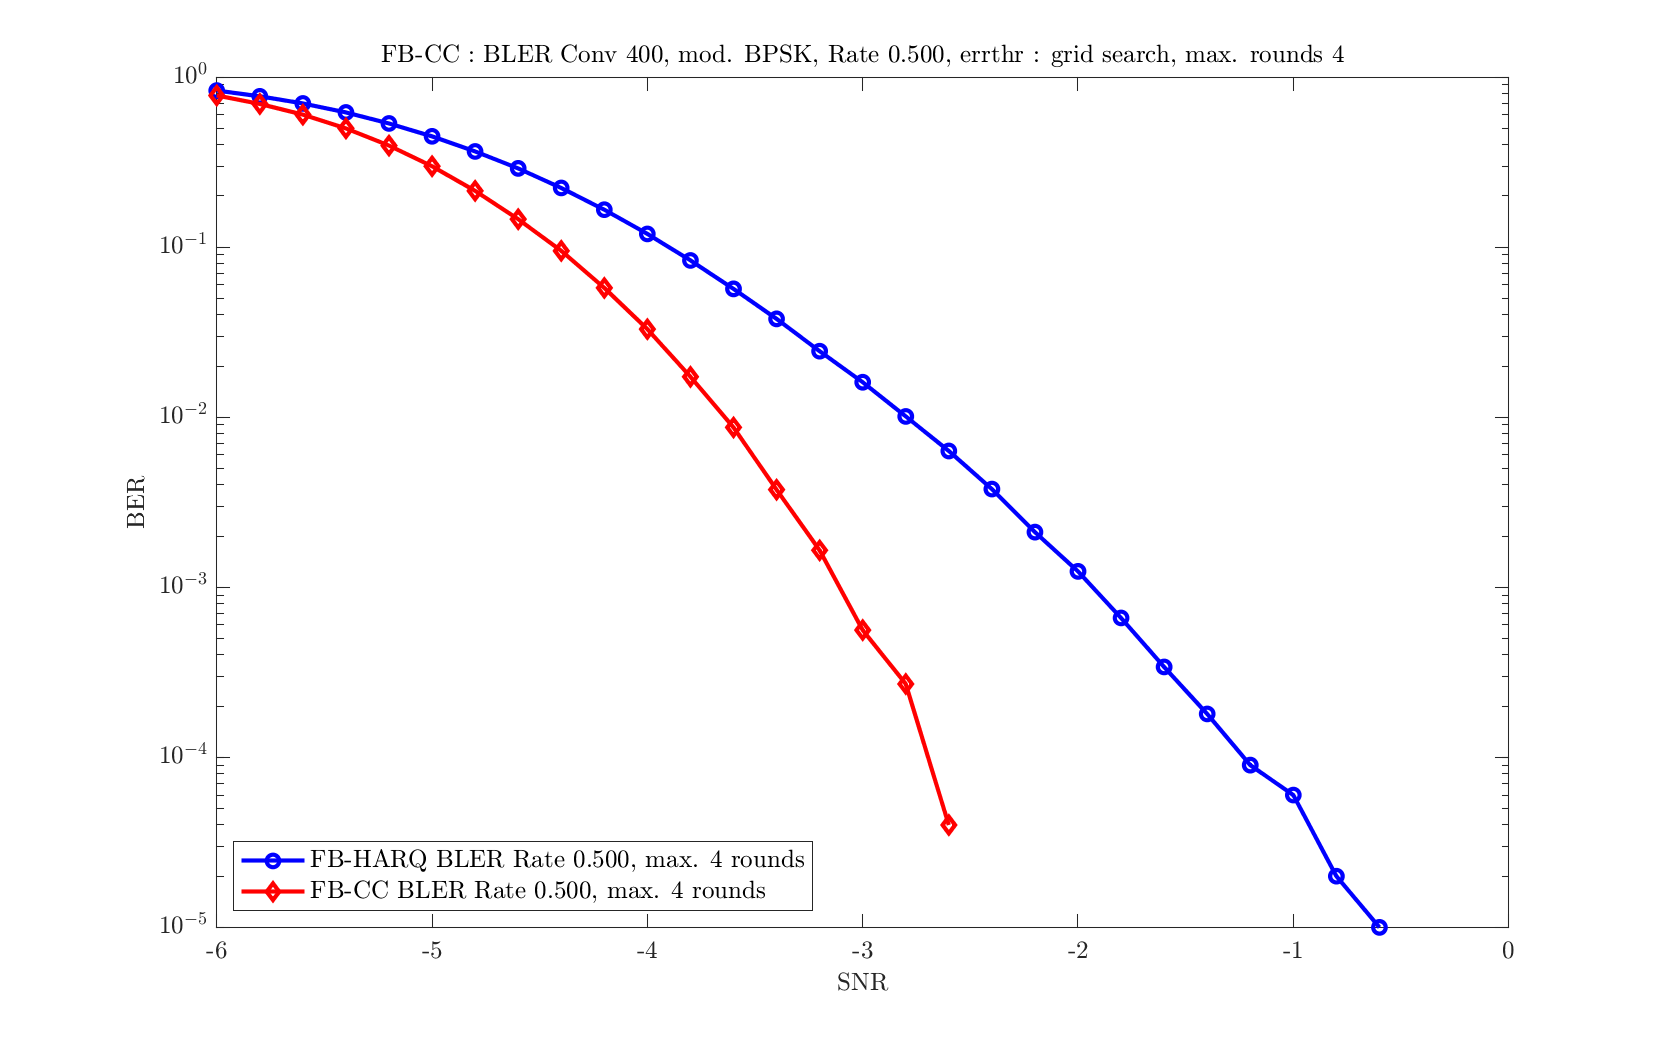 FB-CC : BLER Conv 400, mod. BPSK, Rate 0.500, errthr : grid search, max. rounds 4
10^0
10^-1
10^-2
10^-3
10^-4
10^-5
BER
FB-HARQ BLER Rate 0.500, max. 4 rounds
FB-CC BLER Rate 0.500, max. 4 rounds
-6 -5 -4 -3 -2 -1 0
SNR